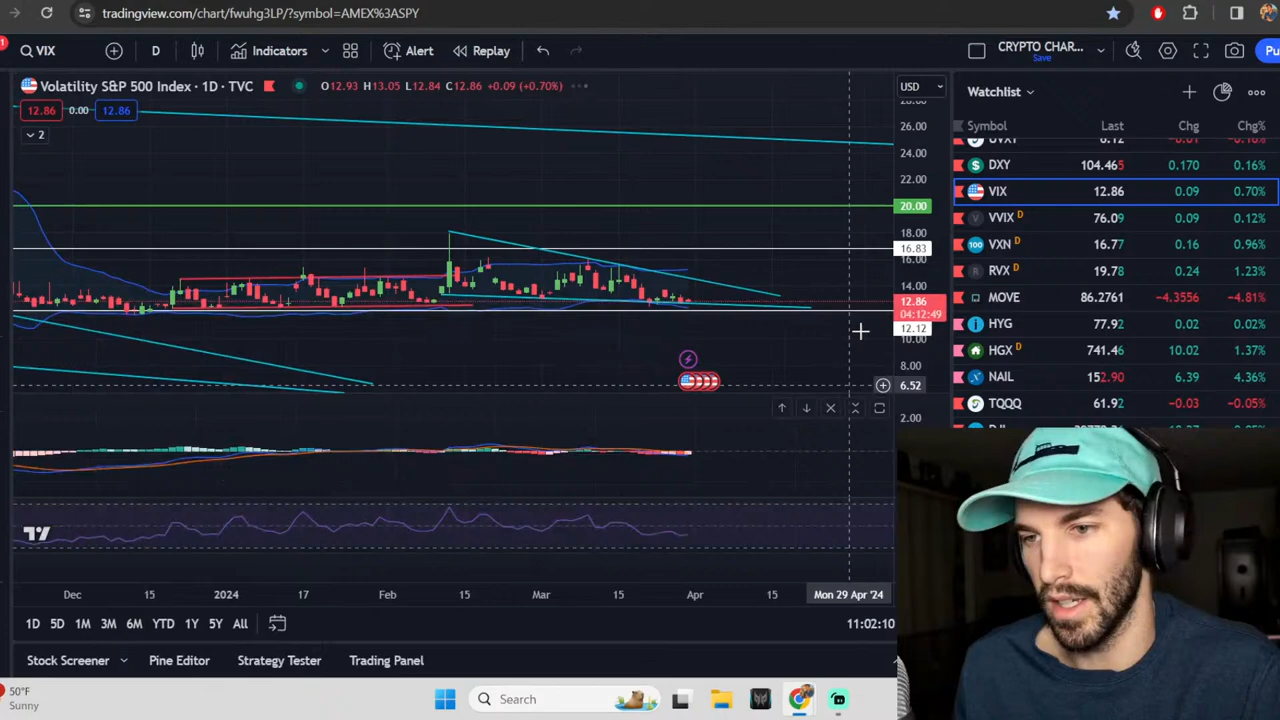 tradingview.com/chart/fwuhg3LP/?symbol=AMEX%3ASPY
VIX
D
Indicators
Alert
Replay
CRYPTO CHAR...
Save
Pu
Volatility S&P 500 Index · 1D · TVC
O12.93 H13.05 L12.84 C12.86 +0.09 (+0.70%)
12.86 0.00 12.86
2
USD
26.00
24.00
22.00
20.00
18.00
16.83
16.00
14.00
12.86
04:12:49
12.12
10.00
8.00
6.52
2.00
Dec 15 2024 17 Feb 15 Mar 15 Apr 15 Mon 29 Apr '24
1D 5D 1M 3M 6M YTD 1Y 5Y All
11:02:10
Stock Screener Pine Editor Strategy Tester Trading Panel
Watchlist
Symbol Last Chg Chg%
DXY 104.465 0.170 0.16%
VIX 12.86 0.09 0.70%
VVIX D 76.09 0.09 0.12%
VXN D 16.77 0.16 0.96%
RVX D 19.78 0.24 1.23%
MOVE 86.2761 −4.3556 −4.81%
HYG 77.92 0.02 0.02%
HGX D 741.46 10.02 1.37%
NAIL 152.90 6.39 4.36%
TQQQ 61.92 −0.03 −0.05%
50°F
Sunny
Search